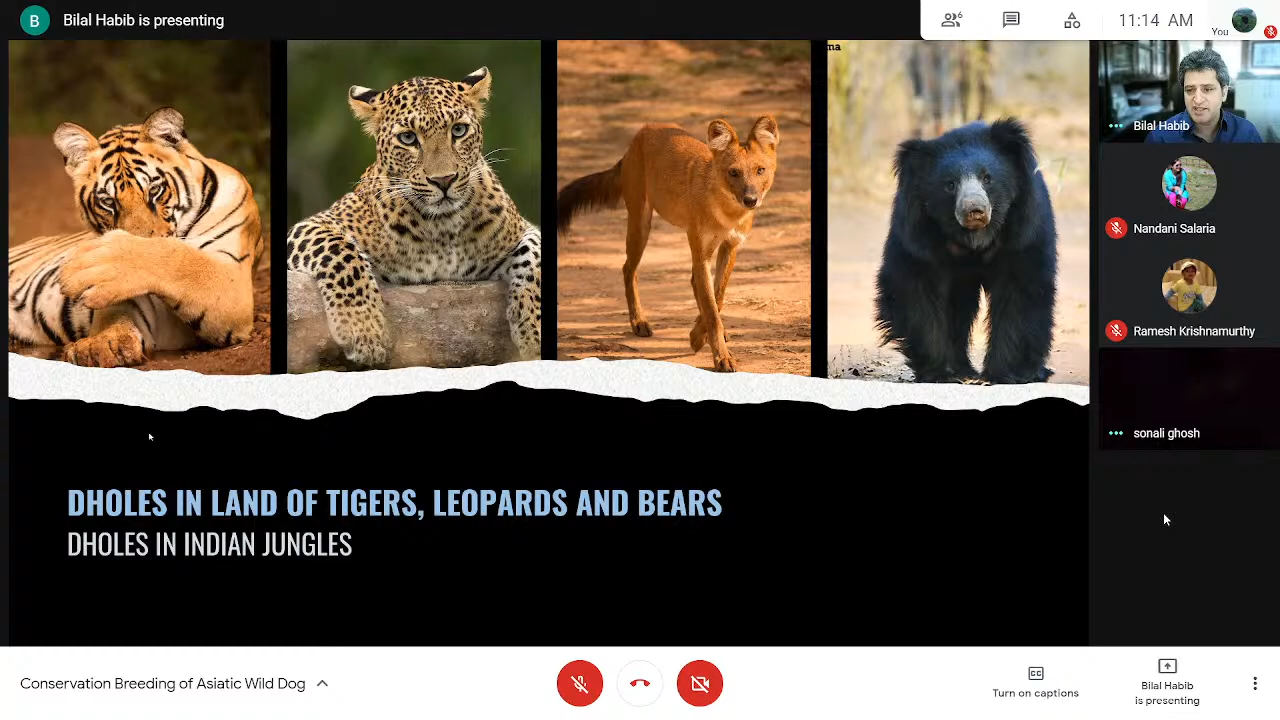 B
Bilal Habib is presenting
6
11:14 AM
You
ma
Bilal Habib
Nandani Salaria
Ramesh Krishnamurthy
sonali ghosh
DHOLES IN LAND OF TIGERS, LEOPARDS AND BEARS
DHOLES IN INDIAN JUNGLES
Conservation Breeding of Asiatic Wild Dog
CC
Turn on captions
Bilal Habib
is presenting